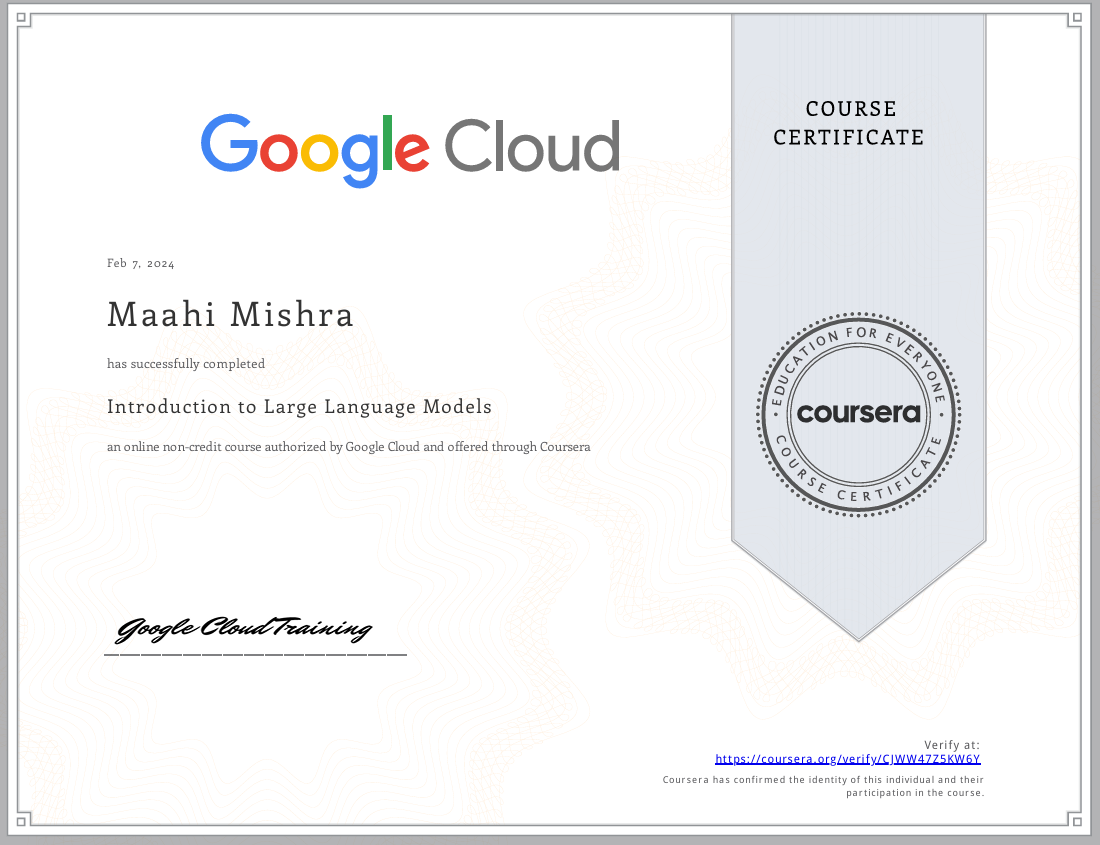 Google Cloud
COURSE
CERTIFICATE
Feb 7, 2024
Maahi Mishra
has successfully completed
Introduction to Large Language Models
an online non-credit course authorized by Google Cloud and offered through Coursera
EDUCATION FOR EVERYONE
coursera
COURSE CERTIFICATE
Google Cloud Training
Verify at:
https://coursera.org/verify/CJWW47Z5KW6Y
Coursera has confirmed the identity of this individual and their
participation in the course.